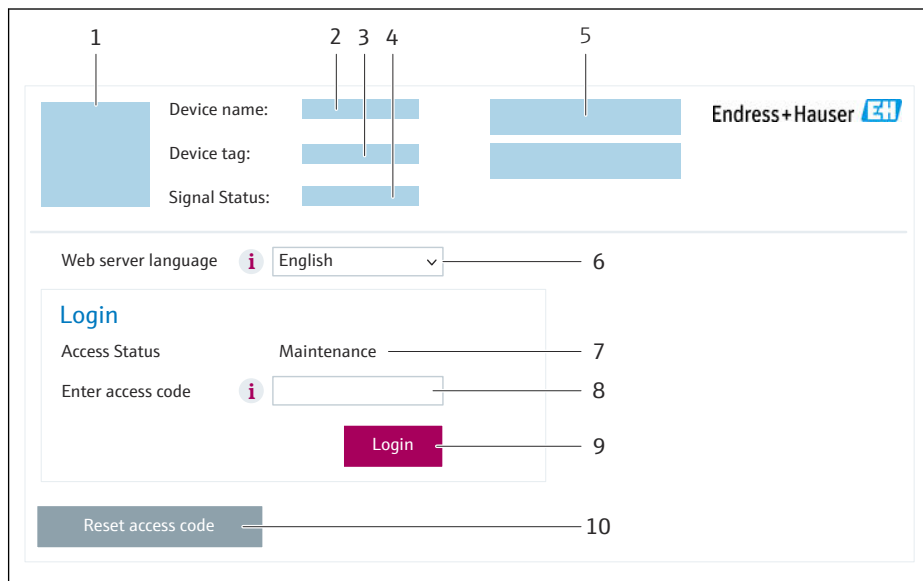 1 2 3 4 5
Device name:
Endress+Hauser EH
Device tag:
Signal Status:
Web server language i English 6
Login
Access Status Maintenance 7
Enter access code i 8
Login 9
Reset access code 10